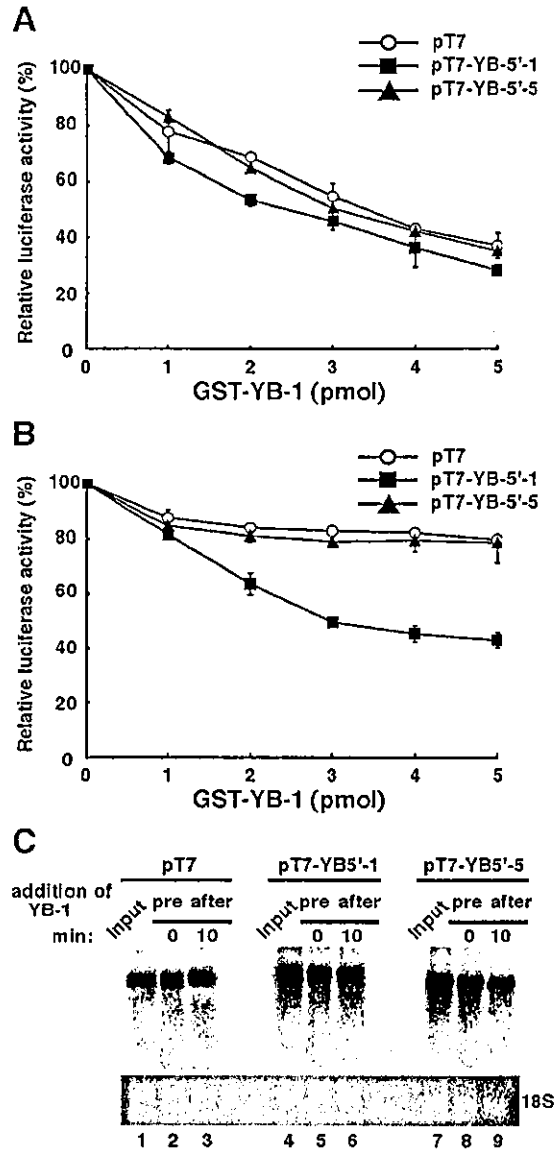 A
pT7
pT7-YB-5'-1
pT7-YB-5'-5
Relative luciferase activity (%)
100
80
60
40
20
0
0 1 2 3 4 5
GST-YB-1 (pmol)
B
pT7
pT7-YB-5'-1
pT7-YB-5'-5
Relative luciferase activity (%)
100
80
60
40
20
0
0 1 2 3 4 5
GST-YB-1 (pmol)
C
pT7 pT7-YB5'-1 pT7-YB5'-5
addition of YB-1
Input pre after Input pre after Input pre after
min: 0 10 0 10 0 10
18S
1 2 3 4 5 6 7 8 9